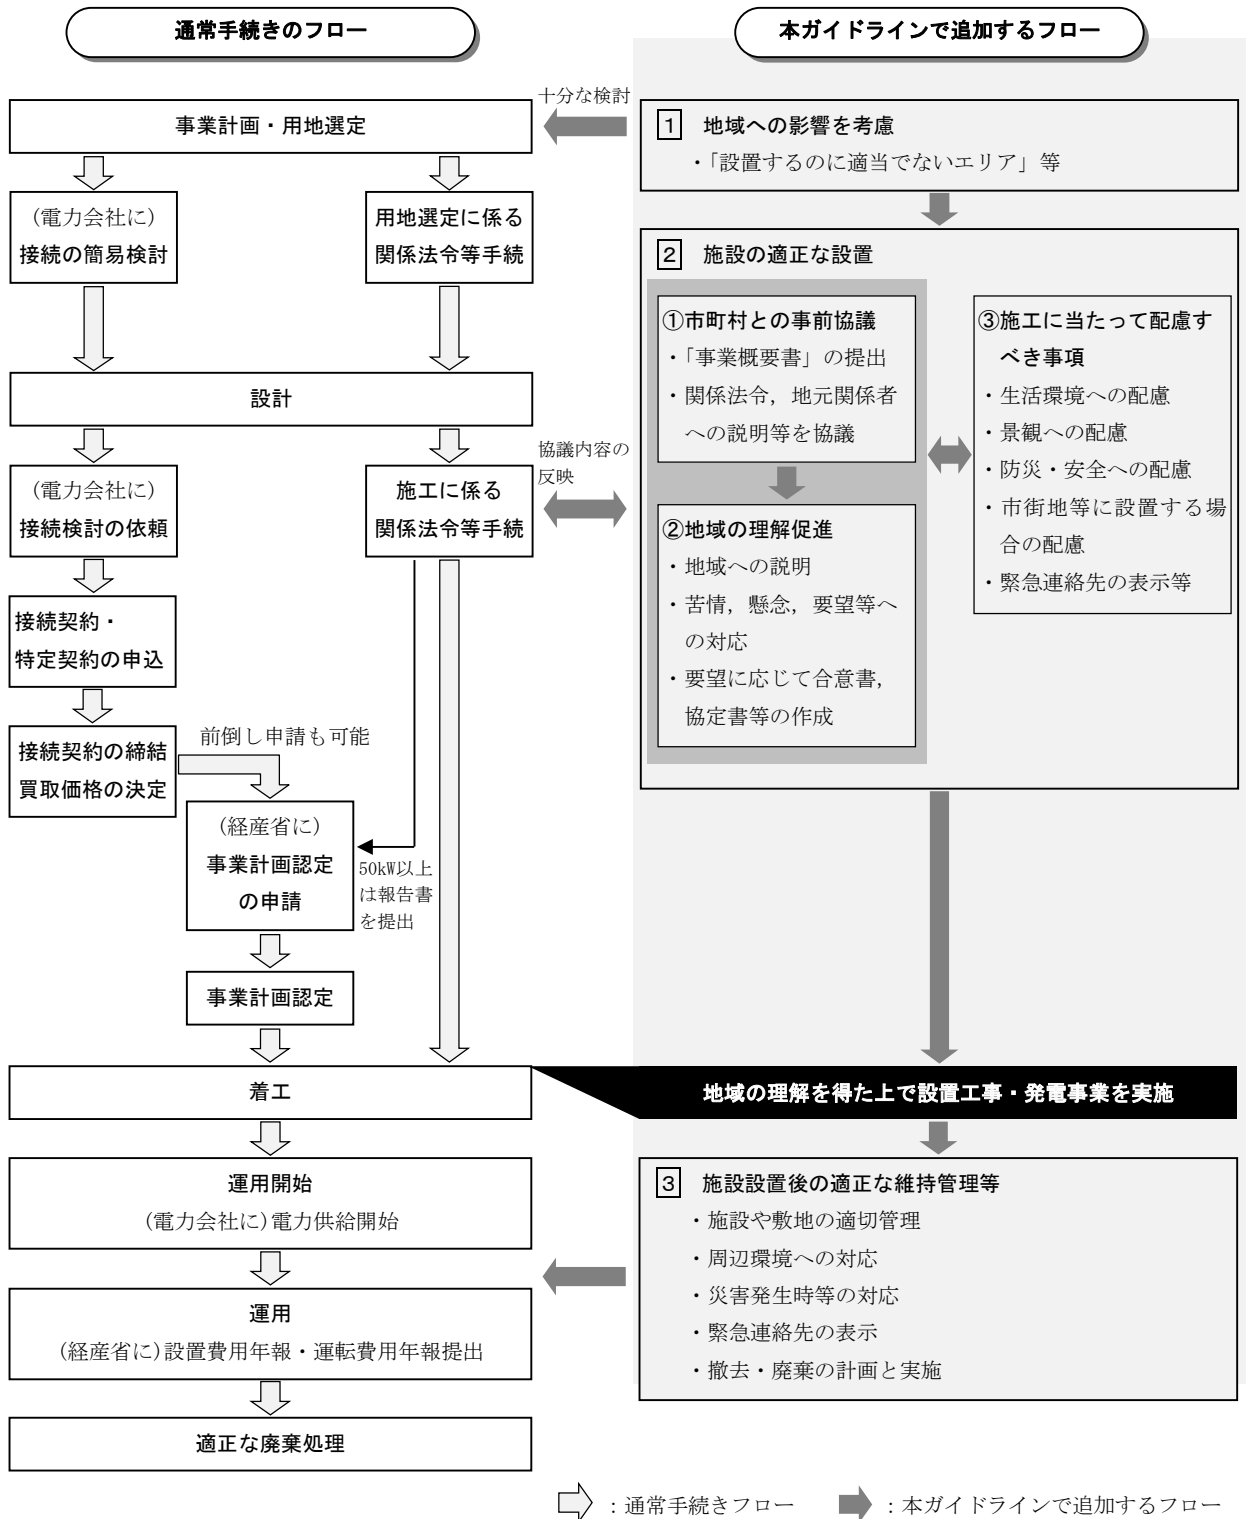 通常手続きのフロー
本ガイドラインで追加するフロー
事業計画・用地選定
十分な検討
1 地域への影響を考慮
・「設置するのに適当でないエリア」等
(電力会社に)
接続の簡易検討
用地選定に係る
関係法令等手続
設計
(電力会社に)
接続検討の依頼
施工に係る
関係法令等手続
協議内容の
反映
接続契約・
特定契約の申込
接続契約の締結
買取価格の決定
前倒し申請も可能
(経産省に)
事業計画認定
の申請
50kW以上
は報告書
を提出
事業計画認定
2 施設の適正な設置
①市町村との事前協議
・「事業概要書」の提出
・関係法令，地元関係者
への説明等を協議
②地域の理解促進
・地域への説明
・苦情，懸念，要望等へ
の対応
・要望に応じて合意書，
協定書等の作成
③施工に当たって配慮す
べき事項
・生活環境への配慮
・景観への配慮
・防災・安全への配慮
・市街地等に設置する場
合の配慮
・緊急連絡先の表示等
着工
地域の理解を得た上で設置工事・発電事業を実施
運用開始
(電力会社に)電力供給開始
運用
(経産省に)設置費用年報・運転費用年報提出
適正な廃棄処理
3 施設設置後の適正な維持管理等
・施設や敷地の適切管理
・周辺環境への対応
・災害発生時等の対応
・緊急連絡先の表示
・撤去・廃棄の計画と実施
：通常手続きフロー
：本ガイドラインで追加するフロー